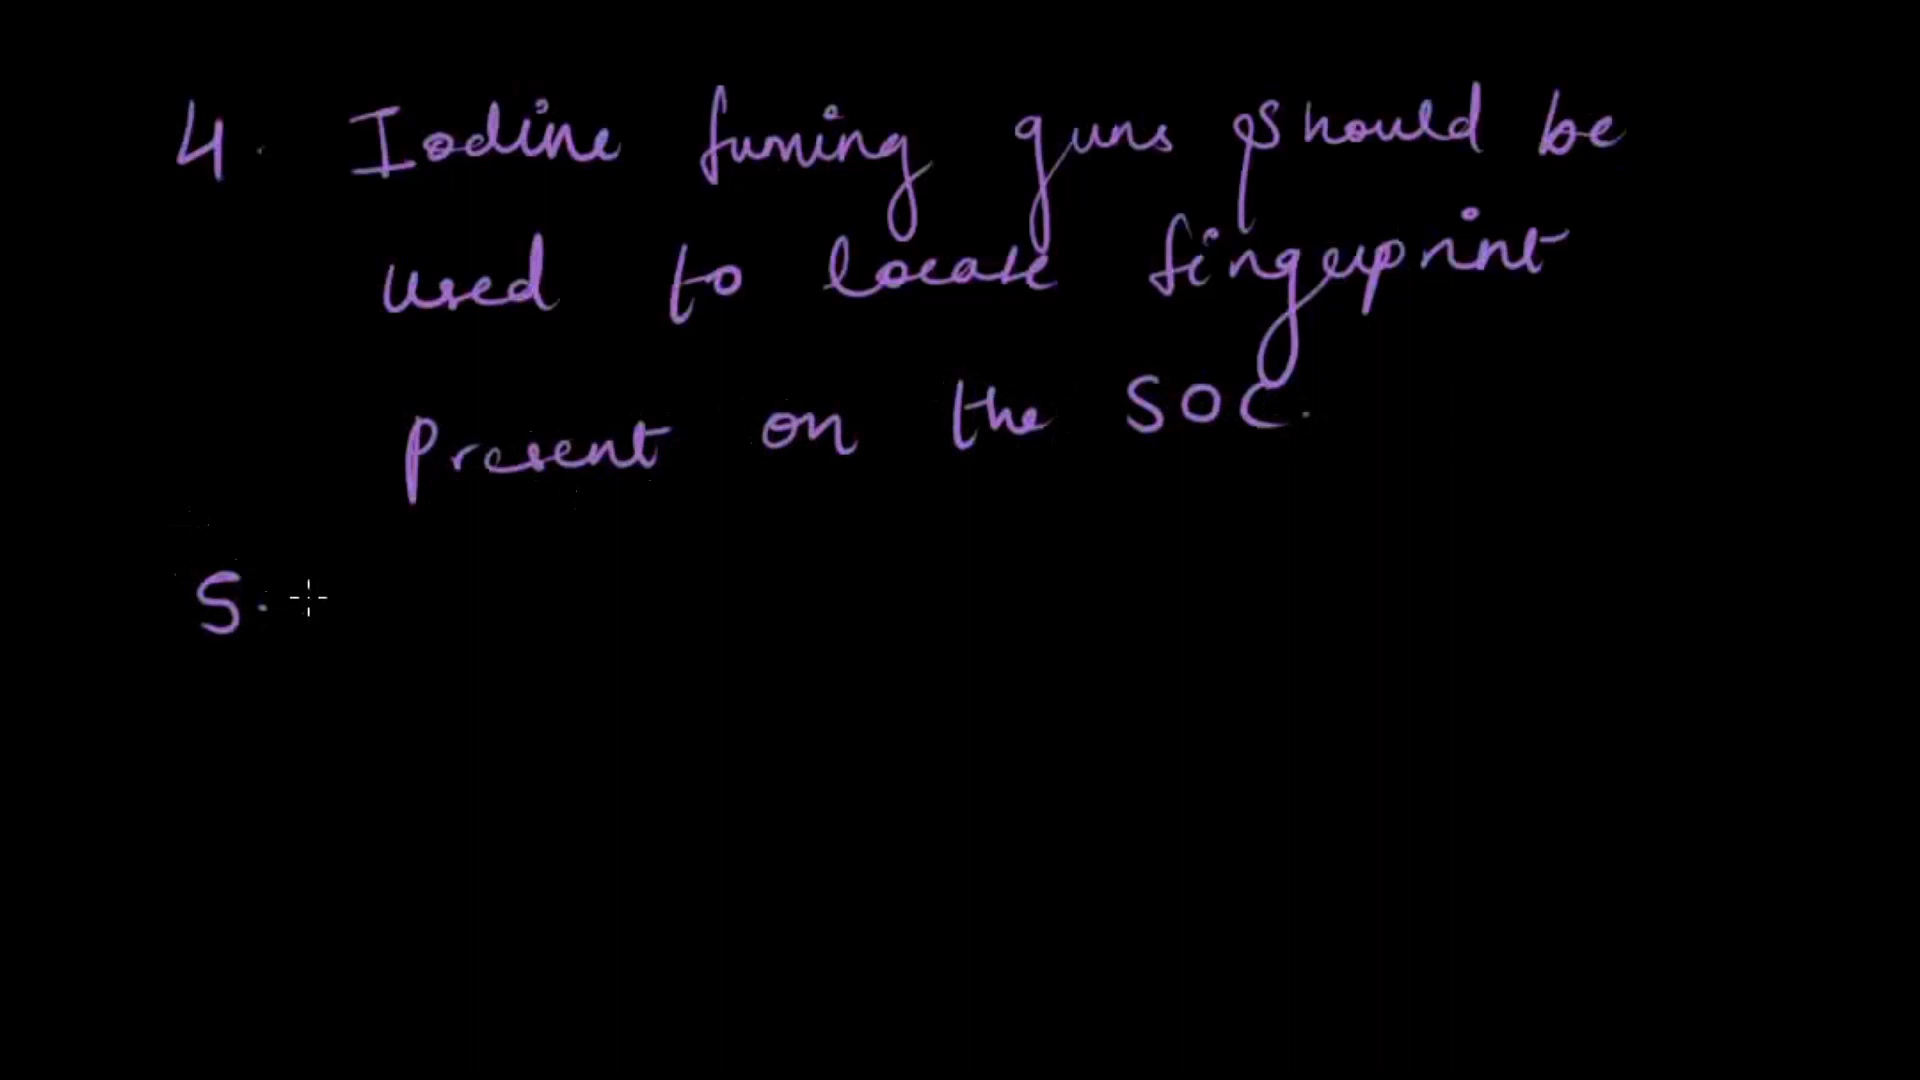 4. Iodine fuming guns should be
used to locate fingerprint
present on the SOC.
5.